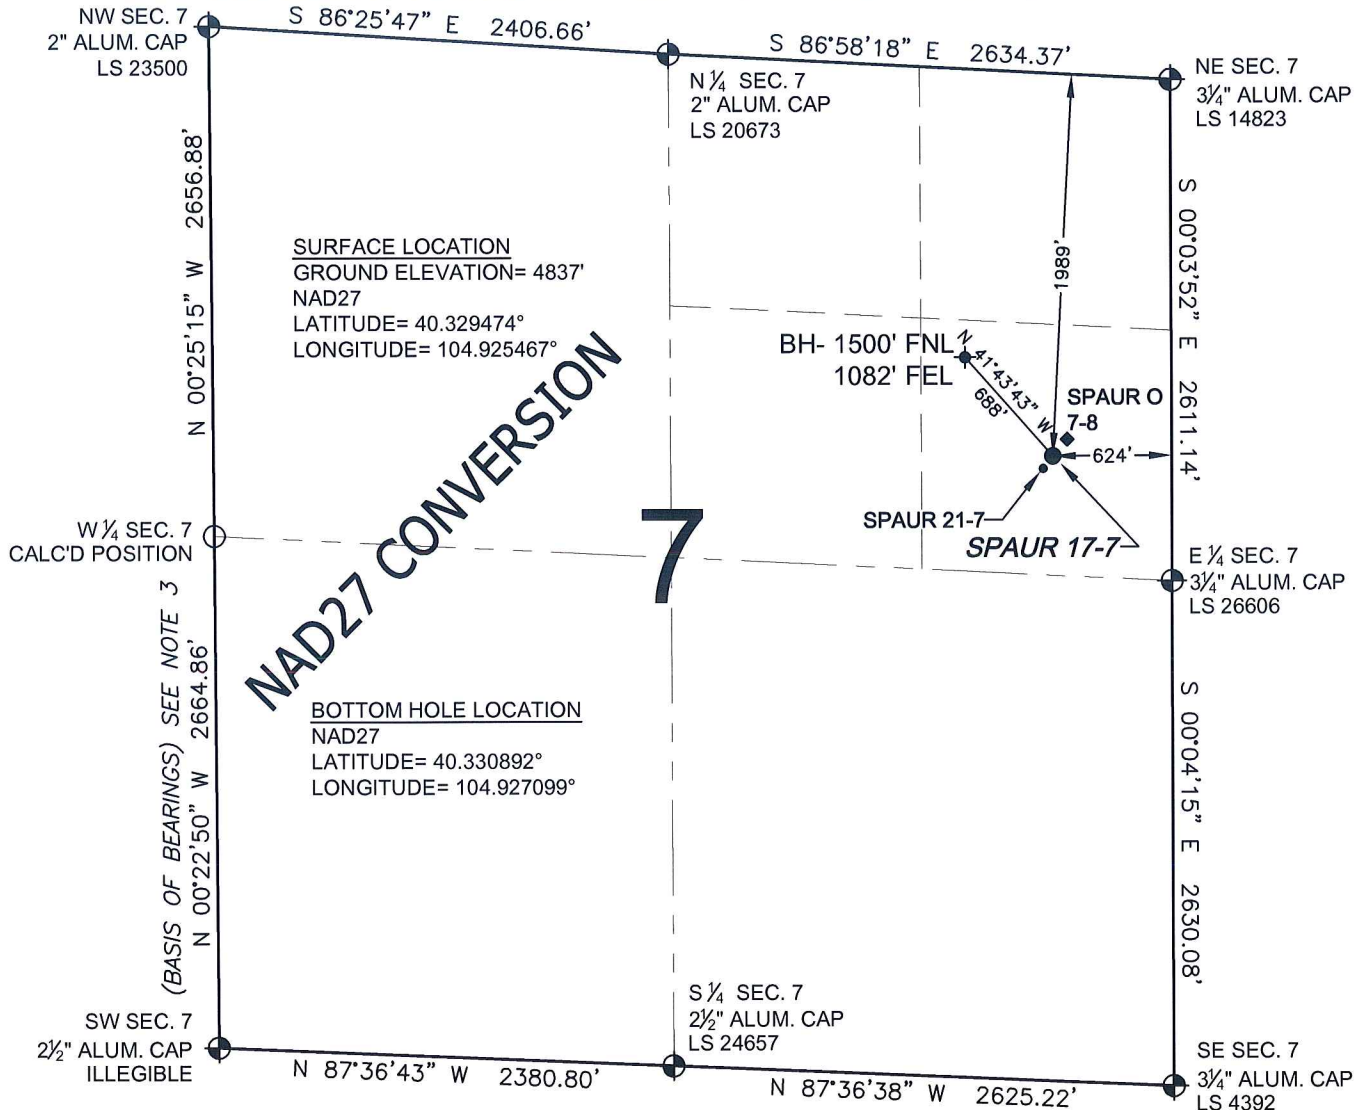 NW SEC. 7
2" ALUM. CAP
LS 23500
S 86°25'47" E 2406.66'
S 86°58'18" E 2634.37'
N ¼ SEC. 7
2" ALUM. CAP
LS 20673
NE SEC. 7
3¼" ALUM. CAP
LS 14823
N 00°25'15" W 2656.88'
S 00°03'52" E 2611.14'
SURFACE LOCATION
GROUND ELEVATION= 4837'
NAD27
LATITUDE= 40.329474°
LONGITUDE= 104.925467°
1989'
BH- 1500' FNL
1082' FEL
N 41°43'43" W
688'
SPAUR O
7-8
624'
SPAUR 21-7
SPAUR 17-7
NAD27 CONVERSION
7
W ¼ SEC. 7
CALC'D POSITION
E ¼ SEC. 7
3¼" ALUM. CAP
LS 26606
(BASIS OF BEARINGS) SEE NOTE 3
N 00°22'50" W 2664.86'
BOTTOM HOLE LOCATION
NAD27
LATITUDE= 40.330892°
LONGITUDE= 104.927099°
S 00°04'15" E 2630.08'
SW SEC. 7
2½" ALUM. CAP
ILLEGIBLE
S ¼ SEC. 7
2½" ALUM. CAP
LS 24657
SE SEC. 7
3¼" ALUM. CAP
LS 4392
N 87°36'43" W 2380.80'
N 87°36'38" W 2625.22'